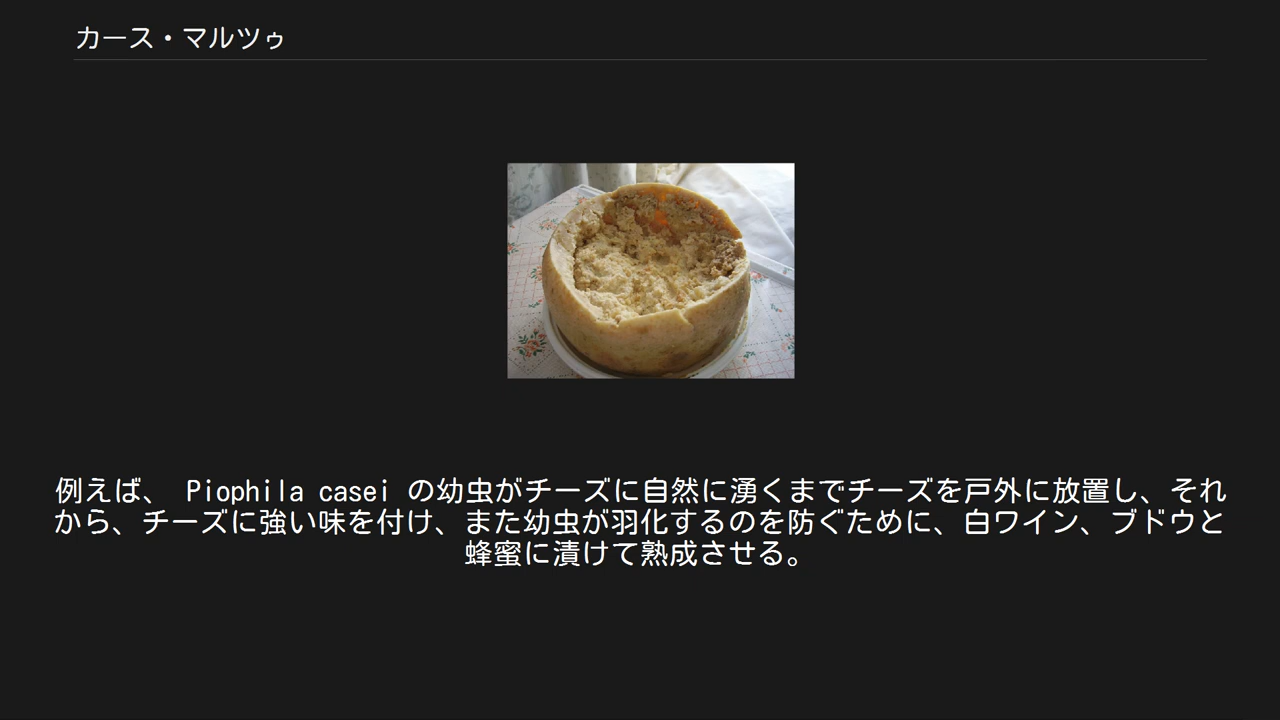 カース・マルツゥ
例えば、 Piophila casei の幼虫がチーズに自然に湧くまでチーズを戸外に放置し、それ
から、チーズに強い味を付け、また幼虫が羽化するのを防ぐために、白ワイン、ブドウと
蜂蜜に漬けて熟成させる。